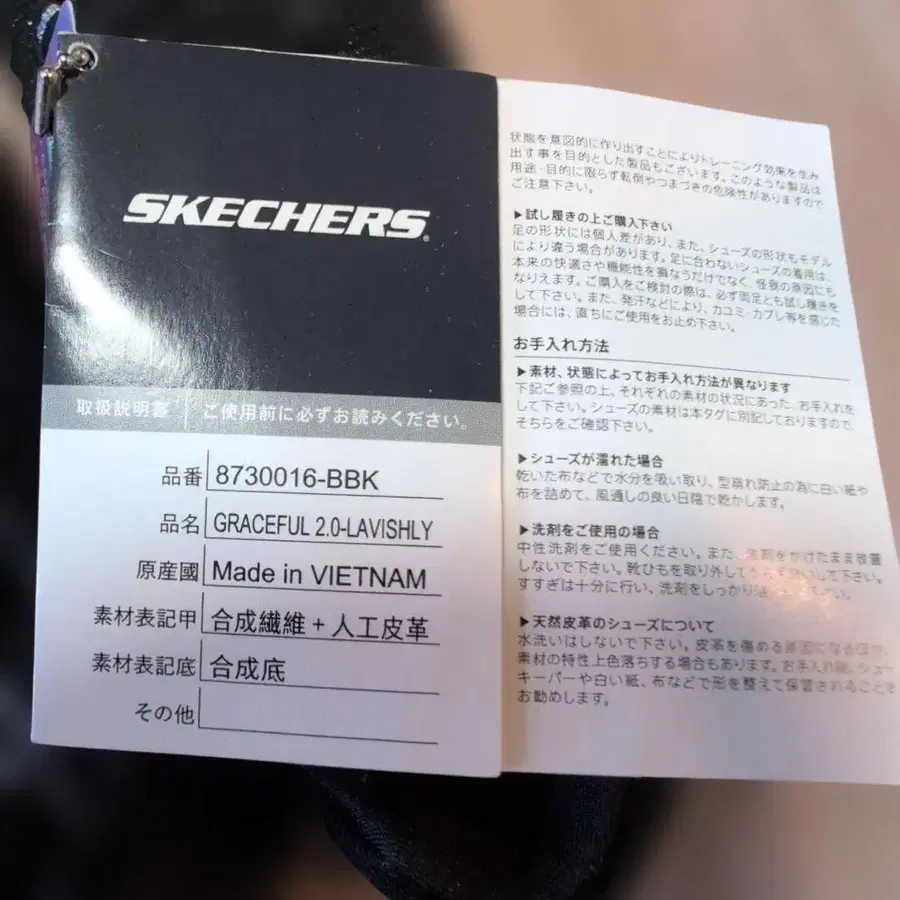 SKECHERS
取扱説明書 ご使用前に必ずお読みください。
品番 8730016-BBK
品名 GRACEFUL 2.0-LAVISHLY
原産國 Made in VIETNAM
素材表記甲 合成繊維+人工皮革
素材表記底 合成底
その他
状態を意図的に作り出すことによりトレーニング効果を生み
出す事を目的とした製品もございます。このような製品は
用途・目的に限らず転倒やつまづきの危険性がありますので
ご注意下さい。
▶試し履きの上ご購入下さい
足の形状には個人差があり、また、シューズの形状もモデル
により違う場合があります。足に合わないシューズの着用は、
本来の快適さや機能性を損なうだけでなく、怪我の原因にも
なりえます。ご購入をご検討の際は、必ず両足とも試し履きを
して下さい。また、発汗などにより、カユミ・カブレ等を感じた
場合には、直ちにご使用をお止め下さい。
お手入れ方法
▶素材、状態によってお手入れ方法が異なります
下記ご参照の上、それぞれの素材の状況にあった、お手入れを
して下さい。シューズの素材は本タグに別記しておりますので、
そちらをご確認下さい。
▶シューズが濡れた場合
乾いた布などで水分を吸い取り、型崩れ防止の為に白い紙や
布を詰めて、風通しの良い日陰で乾かします。
▶洗剤をご使用の場合
中性洗剤をご使用ください。また、洗剤をかけたまま放置
しないで下さい。靴ひもを取り外して して下さい。
すすぎは十分に行い、洗剤をしっかり
▶天然皮革のシューズについて
水洗いはしないで下さい。皮革を傷める原因になる
素材の特性上色落ちする場合もあります。お手入れ後、シュー
キーパーや白い紙、布などで形を整えて保管されることを
お勧めします。